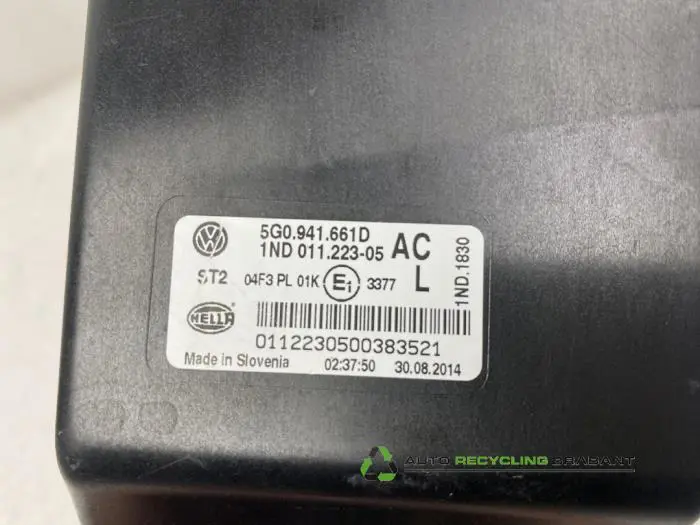 5G0.941.661D
1ND 011.223-05 AC
ST2 04F3 PL 01K E1 3377 L
1ND.1830
HELLA
0112230500383521
Made in Slovenia 02:37:50 30.08.2014
AUTO RECYCLING BRABANT